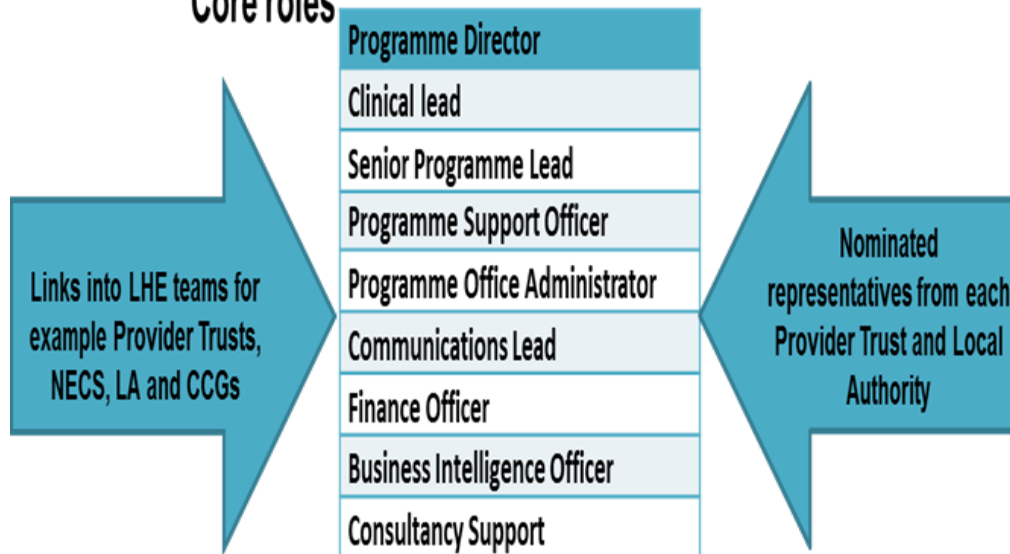 Core roles
Programme Director
Clinical lead
Senior Programme Lead
Programme Support Officer
Programme Office Administrator
Communications Lead
Finance Officer
Business Intelligence Officer
Consultancy Support
Links into LHE teams for
example Provider Trusts,
NECS, LA and CCGs
Nominated
representatives from each
Provider Trust and Local
Authority